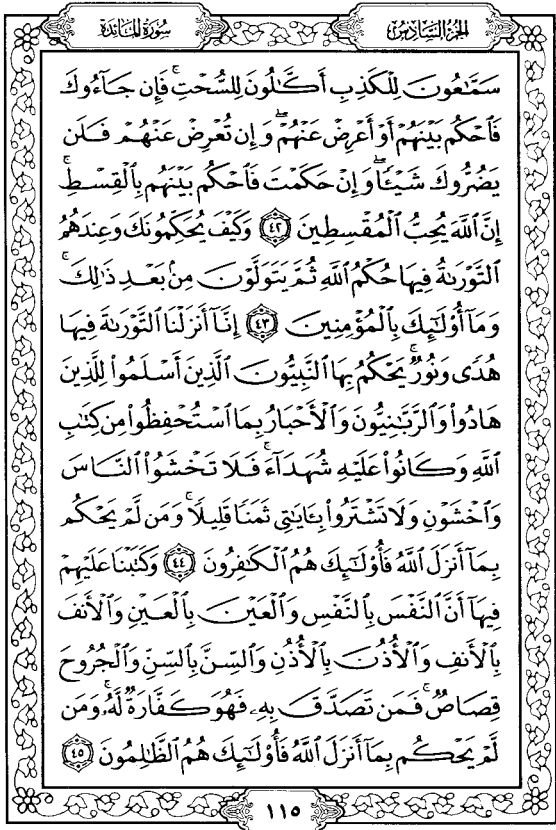 الجزء السادس
سورة المائدة
سَمَّاعُونَ لِلْكَذِبِ أَكَّالُونَ لِلسُّحْتِ ۚ فَإِن جَآءُوكَ
فَٱحْكُم بَيْنَهُمْ أَوْ أَعْرِضْ عَنْهُمْ ۖ وَإِن تُعْرِضْ عَنْهُمْ فَلَن
يَضُرُّوكَ شَيْـًٔا ۖ وَإِنْ حَكَمْتَ فَٱحْكُم بَيْنَهُم بِٱلْقِسْطِ ۚ
إِنَّ ٱللَّهَ يُحِبُّ ٱلْمُقْسِطِينَ ٤٢ وَكَيْفَ يُحَكِّمُونَكَ وَعِندَهُمُ
ٱلتَّوْرَىٰةُ فِيهَا حُكْمُ ٱللَّهِ ثُمَّ يَتَوَلَّوْنَ مِنۢ بَعْدِ ذَٰلِكَ ۚ
وَمَآ أُو۟لَٰٓئِكَ بِٱلْمُؤْمِنِينَ ٤٣ إِنَّآ أَنزَلْنَا ٱلتَّوْرَىٰةَ فِيهَا
هُدًى وَنُورٌ ۚ يَحْكُمُ بِهَا ٱلنَّبِيُّونَ ٱلَّذِينَ أَسْلَمُوا۟ لِلَّذِينَ
هَادُوا۟ وَٱلرَّبَّٰنِيُّونَ وَٱلْأَحْبَارُ بِمَا ٱسْتُحْفِظُوا۟ مِن كِتَٰبِ
ٱللَّهِ وَكَانُوا۟ عَلَيْهِ شُهَدَآءَ ۚ فَلَا تَخْشَوُا۟ ٱلنَّاسَ
وَٱخْشَوْنِ وَلَا تَشْتَرُوا۟ بِـَٔايَٰتِى ثَمَنًا قَلِيلًا ۚ وَمَن لَّمْ يَحْكُم
بِمَآ أَنزَلَ ٱللَّهُ فَأُو۟لَٰٓئِكَ هُمُ ٱلْكَٰفِرُونَ ٤٤ وَكَتَبْنَا عَلَيْهِمْ
فِيهَآ أَنَّ ٱلنَّفْسَ بِٱلنَّفْسِ وَٱلْعَيْنَ بِٱلْعَيْنِ وَٱلْأَنفَ
بِٱلْأَنفِ وَٱلْأُذُنَ بِٱلْأُذُنِ وَٱلسِّنَّ بِٱلسِّنِّ وَٱلْجُرُوحَ
قِصَاصٌ ۚ فَمَن تَصَدَّقَ بِهِۦ فَهُوَ كَفَّارَةٌ لَّهُۥ ۚ وَمَن
لَّمْ يَحْكُم بِمَآ أَنزَلَ ٱللَّهُ فَأُو۟لَٰٓئِكَ هُمُ ٱلظَّٰلِمُونَ ٤٥
١١٥